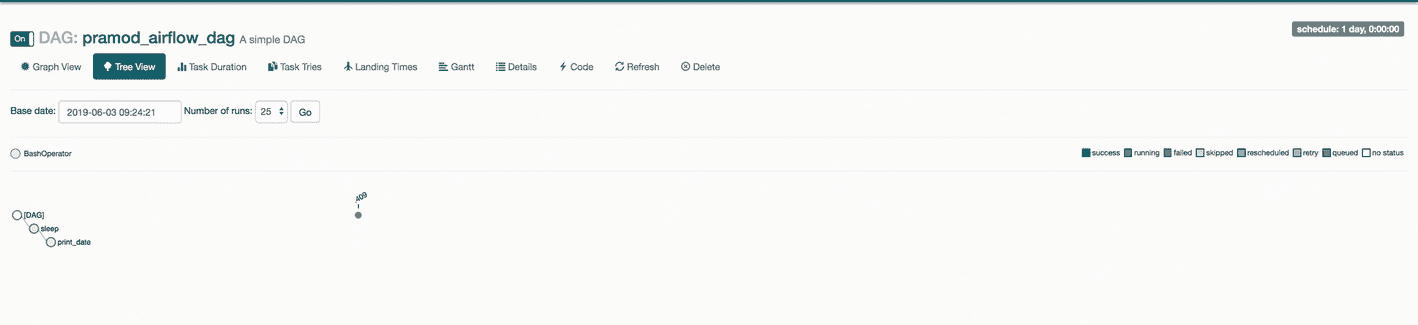 On DAG: pramod_airflow_dag A simple DAG
schedule: 1 day, 0:00:00
Graph View Tree View Task Duration Task Tries Landing Times Gantt Details Code Refresh Delete
Base date: 2019-06-03 09:24:21 Number of runs: 25 Go
BashOperator
success running failed skipped rescheduled retry queued no status
.409
[DAG]
sleep
print_date